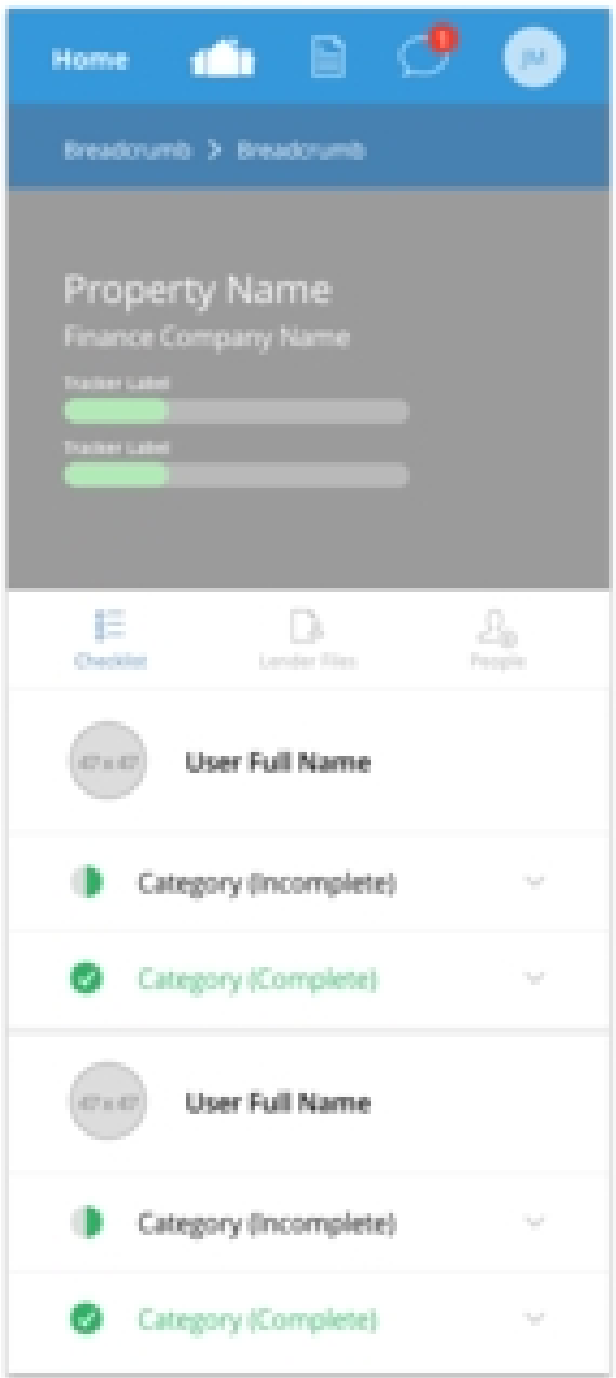 Home 1 JM
Breadcrumb > Breadcrumb
Property Name
Finance Company Name
Tracker Label
Tracker Label
Checklist Lender Files People
47 x 47 User Full Name
Category (Incomplete)
Category (Complete)
47 x 47 User Full Name
Category (Incomplete)
Category (Complete)